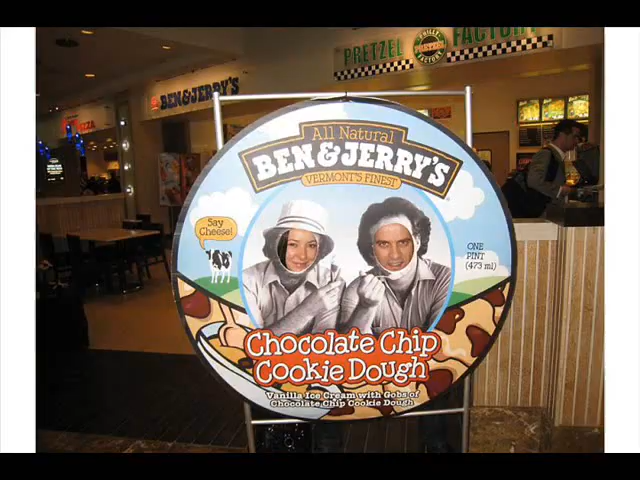 PRETZEL
PHILLY
PRETZEL
FACTORY
FACTORY
BEN & JERRY'S
All Natural
BEN & JERRY'S
VERMONT'S FINEST
Say
Cheese!
ONE
PINT
(473 ml)
Chocolate Chip
Cookie Dough
Vanilla Ice Cream with Gobs of
Chocolate Chip Cookie Dough